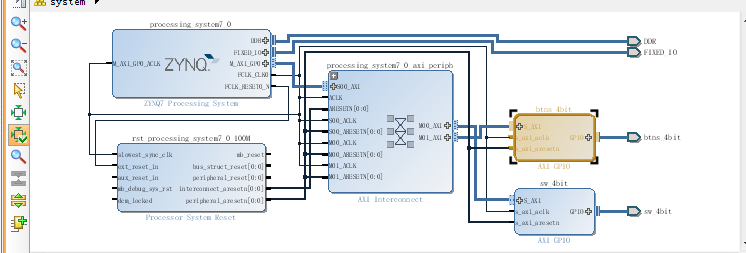 system
processing_system7_0
DDR
FIXED_IO
M_AXI_GP0_ACLK
ZYNQ
M_AXI_GP0
FCLK_CLK0
FCLK_RESET0_N
ZYNQ7 Processing System
DDR
FIXED_IO
processing_system7_0_axi_periph
S00_AXI
ACLK
ARESETN[0:0]
S00_ACLK
S00_ARESETN[0:0]
M00_ACLK
M00_ARESETN[0:0]
M01_ACLK
M01_ARESETN[0:0]
M00_AXI
M01_AXI
AXI Interconnect
rst_processing_system7_0_100M
slowest_sync_clk
ext_reset_in
aux_reset_in
mb_debug_sys_rst
dcm_locked
mb_reset
bus_struct_reset[0:0]
peripheral_reset[0:0]
interconnect_aresetn[0:0]
peripheral_aresetn[0:0]
Processor System Reset
btns_4bit
S_AXI
s_axi_aclk
s_axi_aresetn
GPIO
AXI GPIO
btns_4bit
sw_4bit
S_AXI
s_axi_aclk
s_axi_aresetn
GPIO
AXI GPIO
sw_4bit